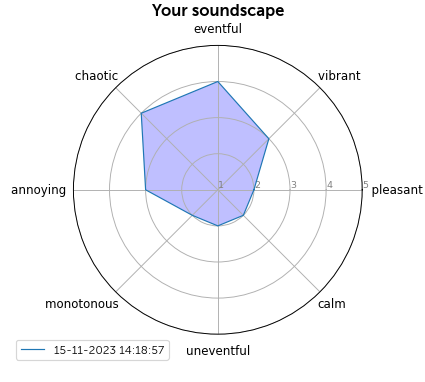 Your soundscape
eventful
chaotic
vibrant
annoying
1
2
3
4
5
pleasant
monotonous
calm
15-11-2023 14:18:57
uneventful